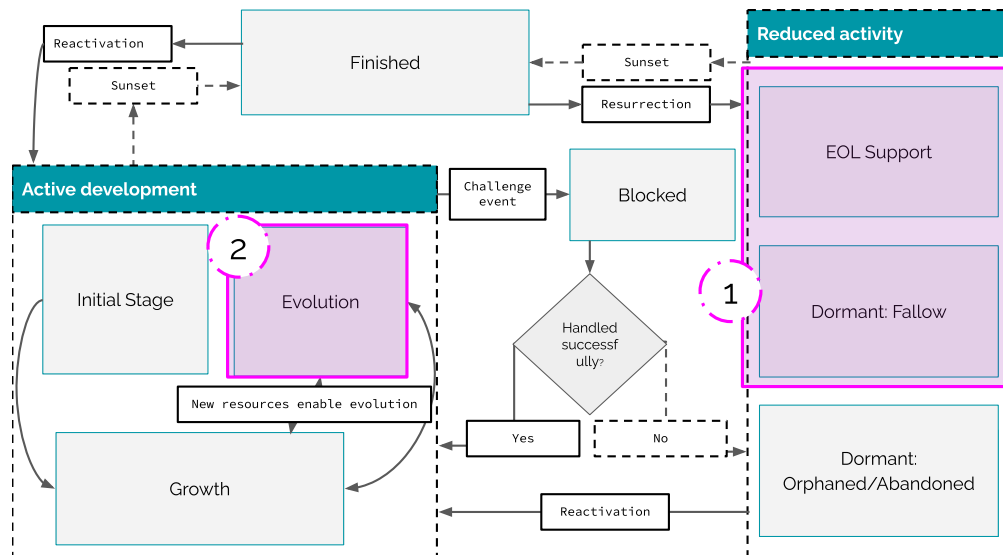 Reactivation
Sunset
Finished
Sunset
Resurrection
Reduced activity
EOL Support
Active development
Challenge
event
Blocked
2
Initial Stage
Evolution
1
Dormant: Fallow
Handled
successf
ully?
New resources enable evolution
Yes
No
Growth
Dormant:
Orphaned/Abandoned
Reactivation